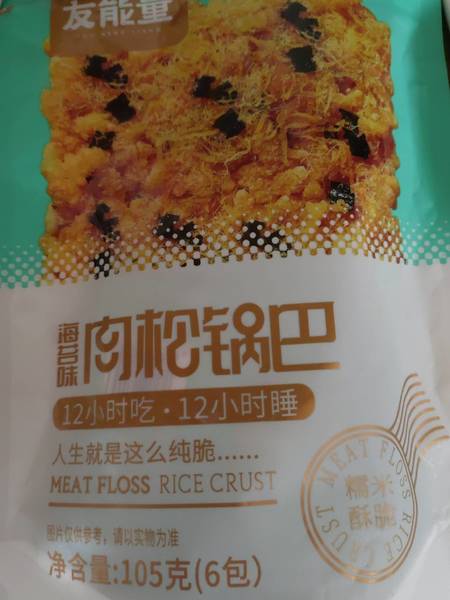 友能量
海苔味
肉松锅巴
12小时吃·12小时睡
人生就是这么纯脆......
MEAT FLOSS RICE CRUST
MEAT FLOSS RICE CRUST
糯米
酥脆
图片仅供参考，请以实物为准
净含量:105克(6包)